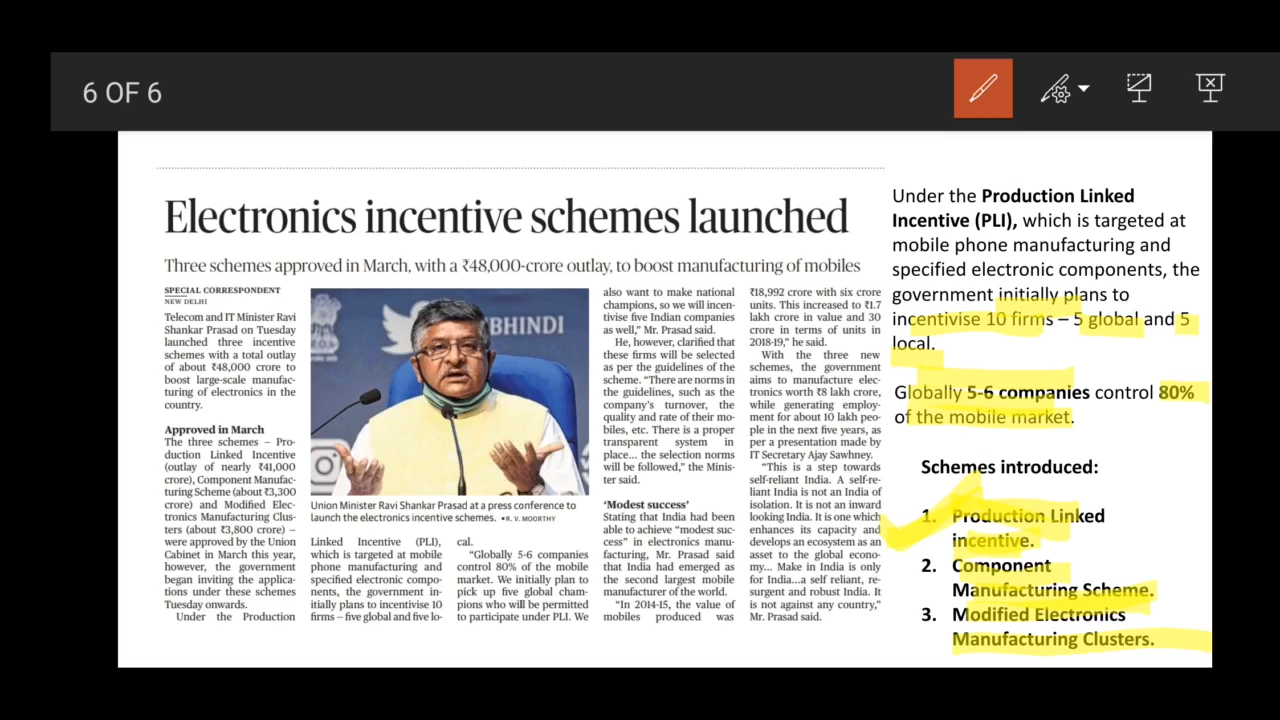 6 OF 6
Electronics incentive schemes launched
Three schemes approved in March, with a ₹48,000-crore outlay, to boost manufacturing of mobiles
SPECIAL CORRESPONDENT
NEW DELHI
Telecom and IT Minister Ravi
Shankar Prasad on Tuesday
launched three incentive
schemes with a total outlay
of about ₹48,000 crore to
boost large-scale manufac-
turing of electronics in the
country.
Approved in March
The three schemes – Pro-
duction Linked Incentive
(outlay of nearly ₹41,000
crore), Component Manufac-
turing Scheme (about ₹3,300
crore) and Modified Elec-
tronics Manufacturing Clus-
ters (about ₹3,800 crore) –
were approved by the Union
Cabinet in March this year,
however, the government
began inviting the applica-
tions under these schemes
Tuesday onwards.
Under the Production
BHINDI
Union Minister Ravi Shankar Prasad at a press conference to
launch the electronics incentive schemes. •R. V. MOORTHY
Linked Incentive (PLI),
which is targeted at mobile
phone manufacturing and
specified electronic compo-
nents, the government in-
itially plans to incentivise 10
firms – five global and five lo-
cal.
“Globally 5-6 companies
control 80% of the mobile
market. We initially plan to
pick up five global cham-
pions who will be permitted
to participate under PLI. We
also want to make national
champions, so we will incen-
tivise five Indian companies
as well,” Mr. Prasad said.
He, however, clarified that
these firms will be selected
as per the guidelines of the
scheme. “There are norms in
the guidelines, such as the
company's turnover, the
quality and rate of their mo-
biles, etc. There is a proper
transparent system in
place... the selection norms
will be followed,” the Minis-
ter said.
‘Modest success’
Stating that India had been
able to achieve “modest suc-
cess” in electronics manu-
facturing, Mr. Prasad said
that India had emerged as
the second largest mobile
manufacturer of the world.
“In 2014-15, the value of
mobiles produced was
₹18,992 crore with six crore
units. This increased to ₹1.7
lakh crore in value and 30
crore in terms of units in
2018-19,” he said.
With the three new
schemes, the government
aims to manufacture elec-
tronics worth ₹8 lakh crore,
while generating employ-
ment for about 10 lakh peo-
ple in the next five years, as
per a presentation made by
IT Secretary Ajay Sawhney.
“This is a step towards
self-reliant India. A self-re-
liant India is not an India of
isolation. It is not an inward
looking India. It is one which
enhances its capacity and
develops an ecosystem as an
asset to the global econo-
my... Make in India is only
for India...a self reliant, re-
surgent and robust India. It
is not against any country,”
Mr. Prasad said.
Under the Production Linked
Incentive (PLI), which is targeted at
mobile phone manufacturing and
specified electronic components, the
government initially plans to
incentivise 10 firms – 5 global and 5
local.
Globally 5-6 companies control 80%
of the mobile market.
Schemes introduced:
1. Production Linked
incentive.
2. Component
Manufacturing Scheme.
3. Modified Electronics
Manufacturing Clusters.